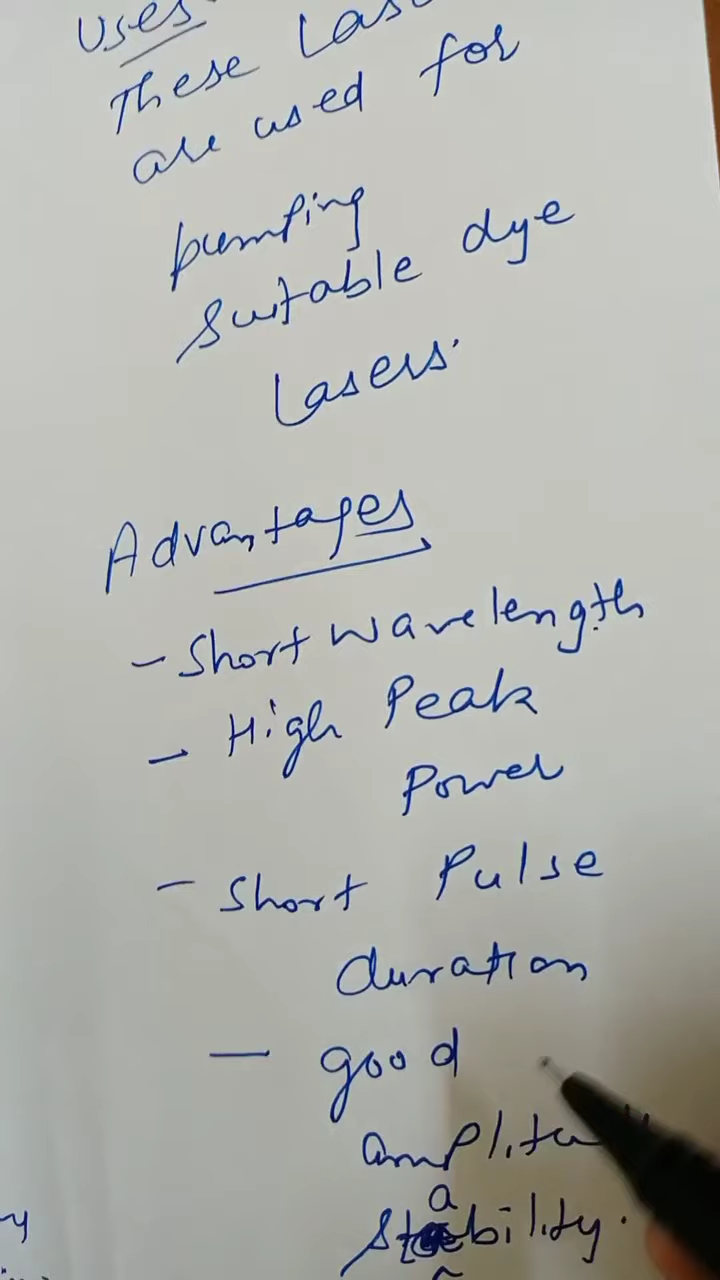 Uses
These
are used for
pumping
suitable dye
Lasers.
Advantages
- Short wavelength
- High Peak
Power
- Short Pulse
duration
- good
stability.